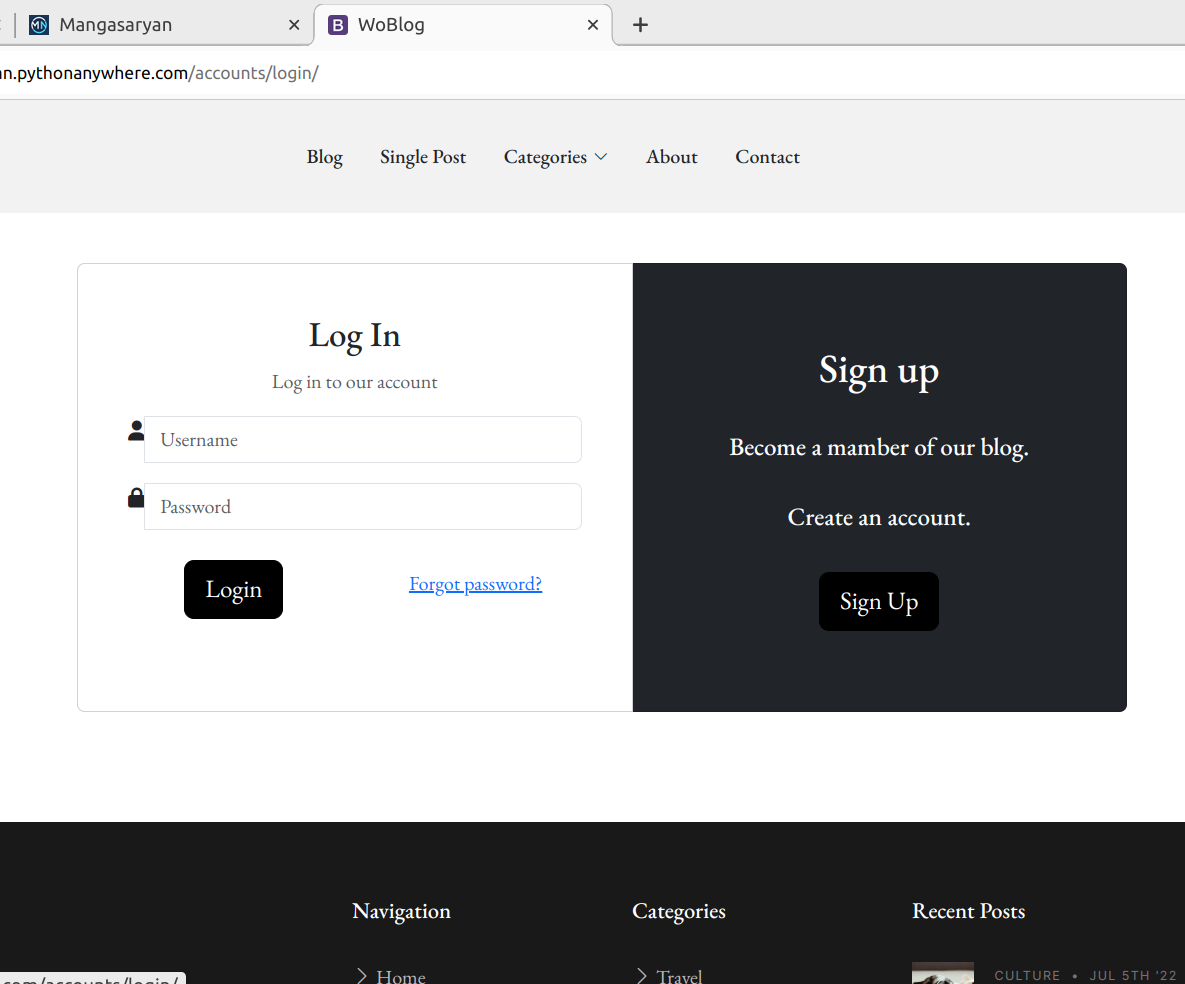 Mangasaryan
WoBlog
n.pythonanywhere.com/accounts/login/
Blog Single Post Categories About Contact
Log In
Log in to our account
Username
Password
Login Forgot password?
Sign up
Become a mamber of our blog.
Create an account.
Sign Up
Navigation Categories Recent Posts
Home Travel CULTURE • JUL 5TH '22
.com/accounts/login/